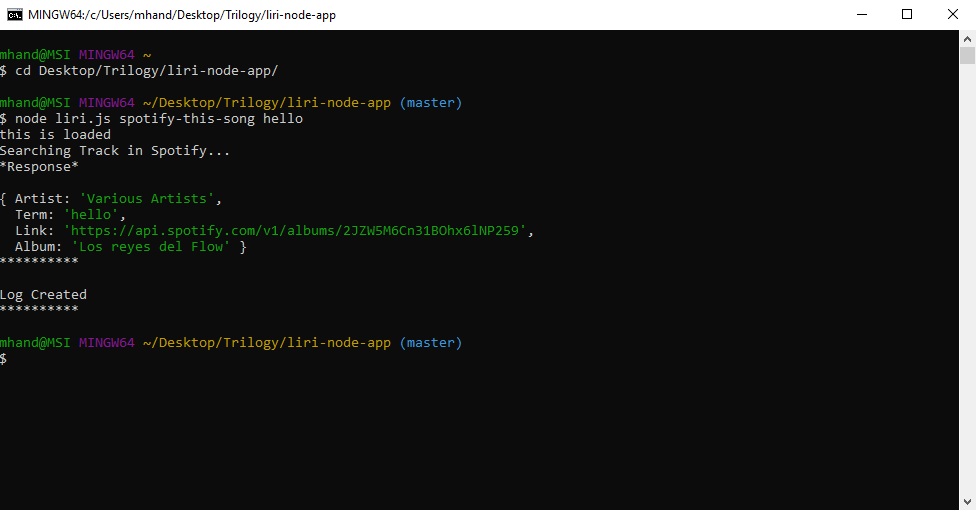 MINGW64:/c/Users/mhand/Desktop/Trilogy/liri-node-app
mhand@MSI MINGW64 ~
$ cd Desktop/Trilogy/liri-node-app/
mhand@MSI MINGW64 ~/Desktop/Trilogy/liri-node-app (master)
$ node liri.js spotify-this-song hello
this is loaded
Searching Track in Spotify...
*Response*
{ Artist: 'Various Artists',
  Term: 'hello',
  Link: 'https://api.spotify.com/v1/albums/2JZW5M6Cn31BOhx6lNP259',
  Album: 'Los reyes del Flow' }
**********
Log Created
**********
mhand@MSI MINGW64 ~/Desktop/Trilogy/liri-node-app (master)
$